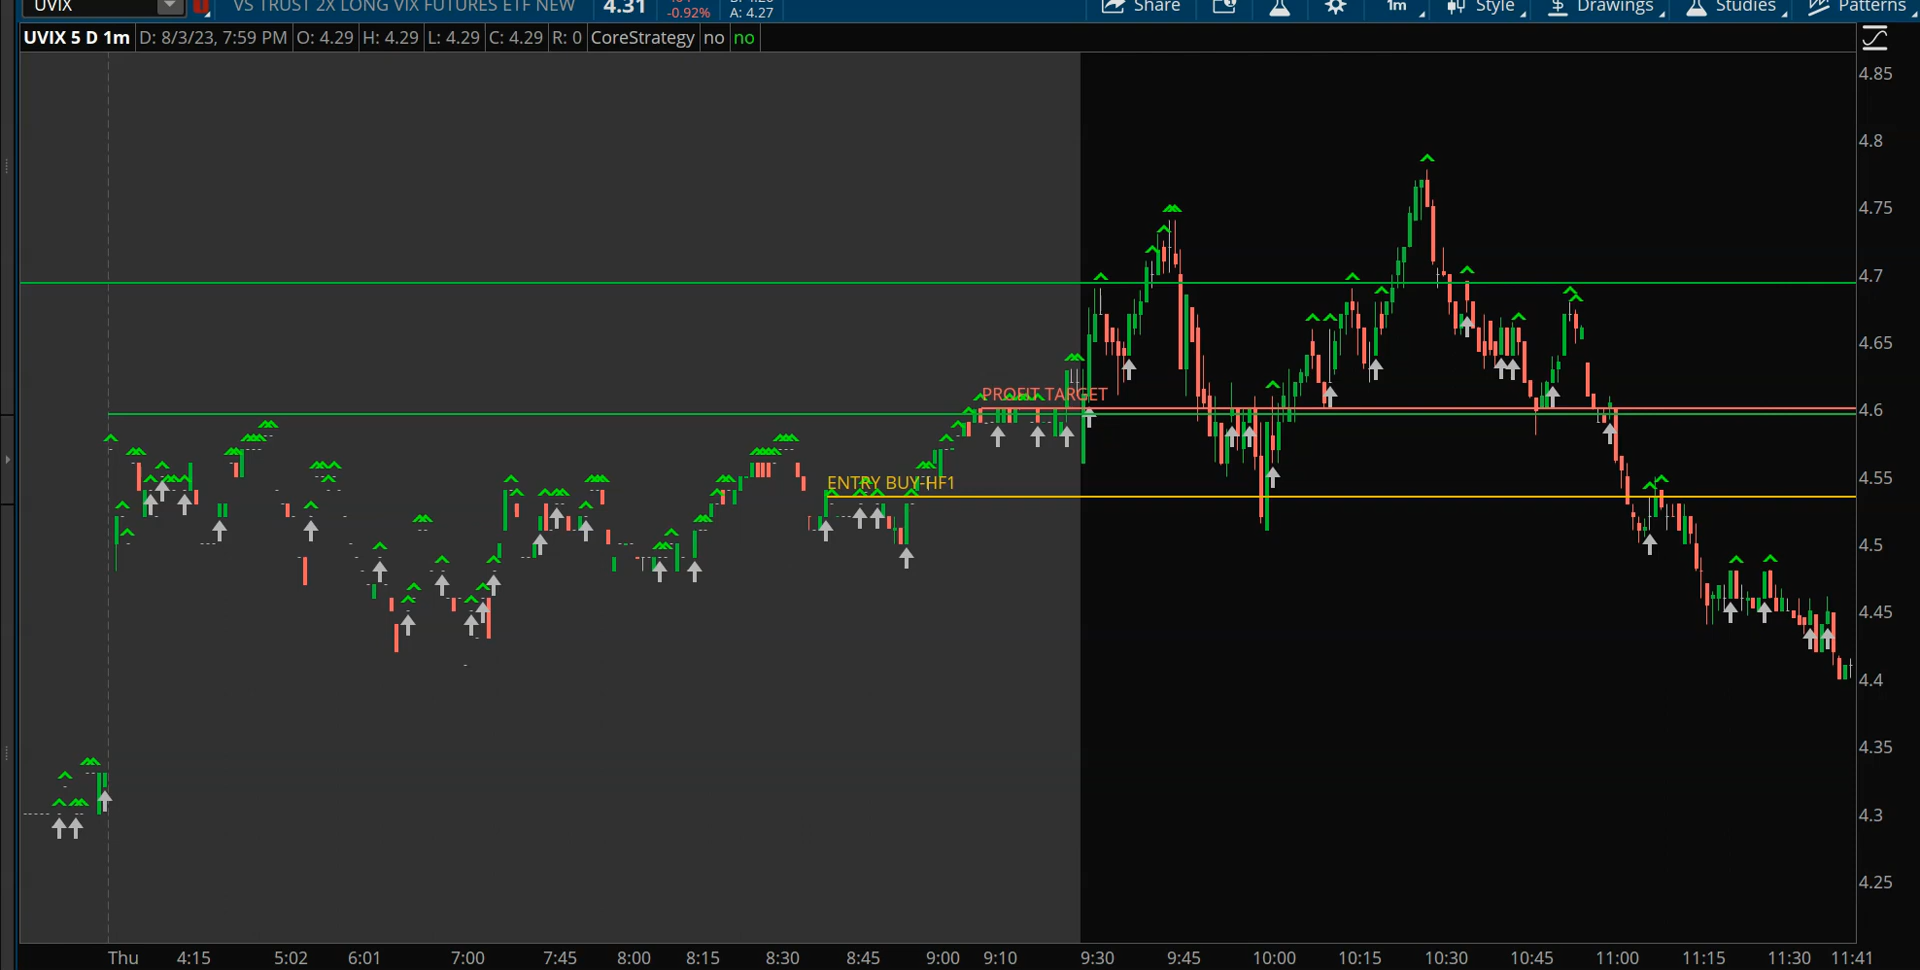 UVIX VS TRUST 2X LONG VIX FUTURES ETF NEW 4.31 -0.92% A: 4.27 Share 1m Style Drawings Studies Patterns
UVIX 5 D 1m D: 8/3/23, 7:59 PM O: 4.29 H: 4.29 L: 4.29 C: 4.29 R: 0 CoreStrategy no no
4.85
4.8
4.75
4.7
4.65
PROFIT TARGET
4.6
4.55
ENTRY BUY-HF1
4.5
4.45
4.4
4.35
4.3
4.25
Thu 4:15 5:02 6:01 7:00 7:45 8:00 8:15 8:30 8:45 9:00 9:10 9:30 9:45 10:00 10:15 10:30 10:45 11:00 11:15 11:30 11:41